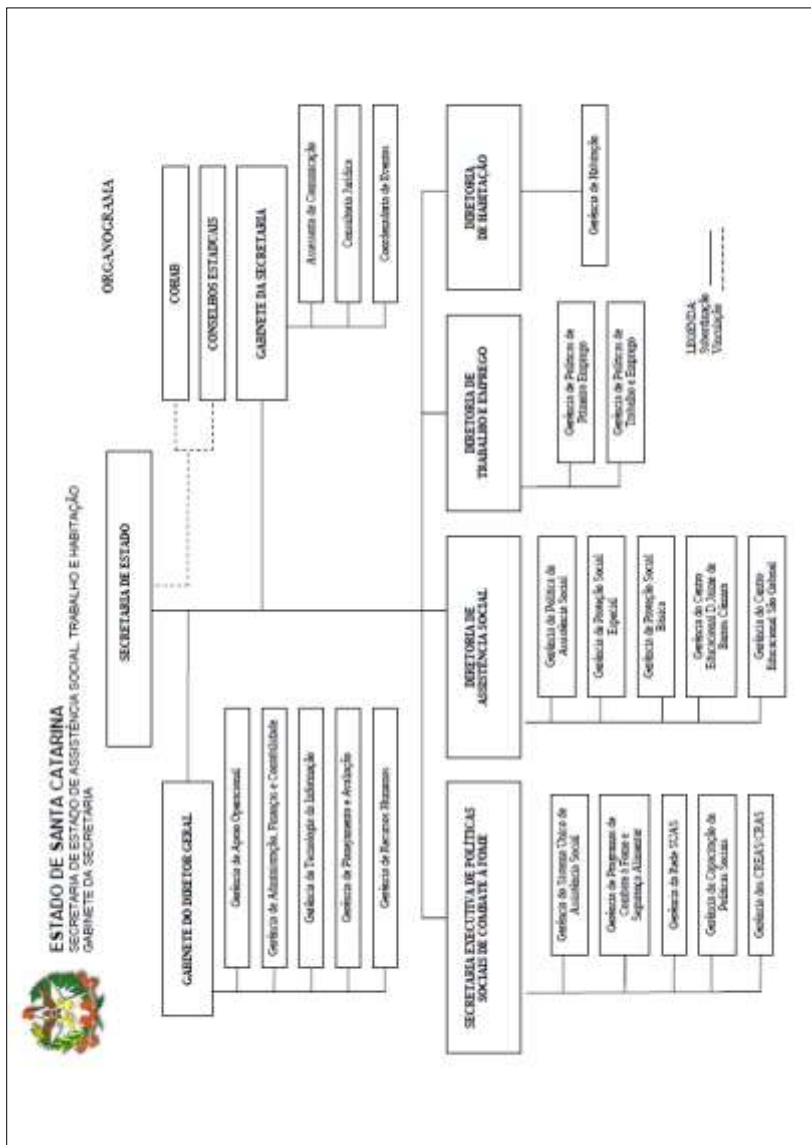 ESTADO DE SANTA CATARINA
SECRETARIA DE ESTADO DE ASSISTÊNCIA SOCIAL, TRABALHO E HABITAÇÃO
GABINETE DA SECRETARIA
ORGANOGRAMA
SECRETARIA DE ESTADO
COHAB
CONSELHOS ESTADUAIS
GABINETE DO DIRETOR GERAL
Gerência de Apoio Operacional
Gerência de Administração, Finanças e Contabilidade
Gerência de Tecnologia da Informação
Gerência de Planejamento e Avaliação
Gerência de Recursos Humanos
GABINETE DA SECRETARIA
Assessoria de Comunicação
Consultoria Jurídica
Coordenadoria de Eventos
SECRETARIA EXECUTIVA DE POLÍTICAS
SOCIAIS DE COMBATE À FOME
Gerência do Sistema Único de
Assistência Social
Gerência de Programas de
Combate à Fome e
Segurança Alimentar
Gerência da Rede SUAS
Gerência de Capacitação de
Políticas Sociais
Gerência dos CREAS/CRAS
DIRETORIA DE
ASSISTÊNCIA SOCIAL
Gerência de Política de
Assistência Social
Gerência de Proteção Social
Especial
Gerência de Proteção Social
Básica
Gerência do Centro
Educacional D. Jaime de
Barros Câmara
Gerência do Centro
Educacional São Gabriel
DIRETORIA DE
TRABALHO E EMPREGO
Gerência de Políticas de
Primeiro Emprego
Gerência de Políticas de
Trabalho e Emprego
DIRETORIA
DE HABITAÇÃO
Gerência de Habitação
LEGENDA:
Subordinação
Vinculação